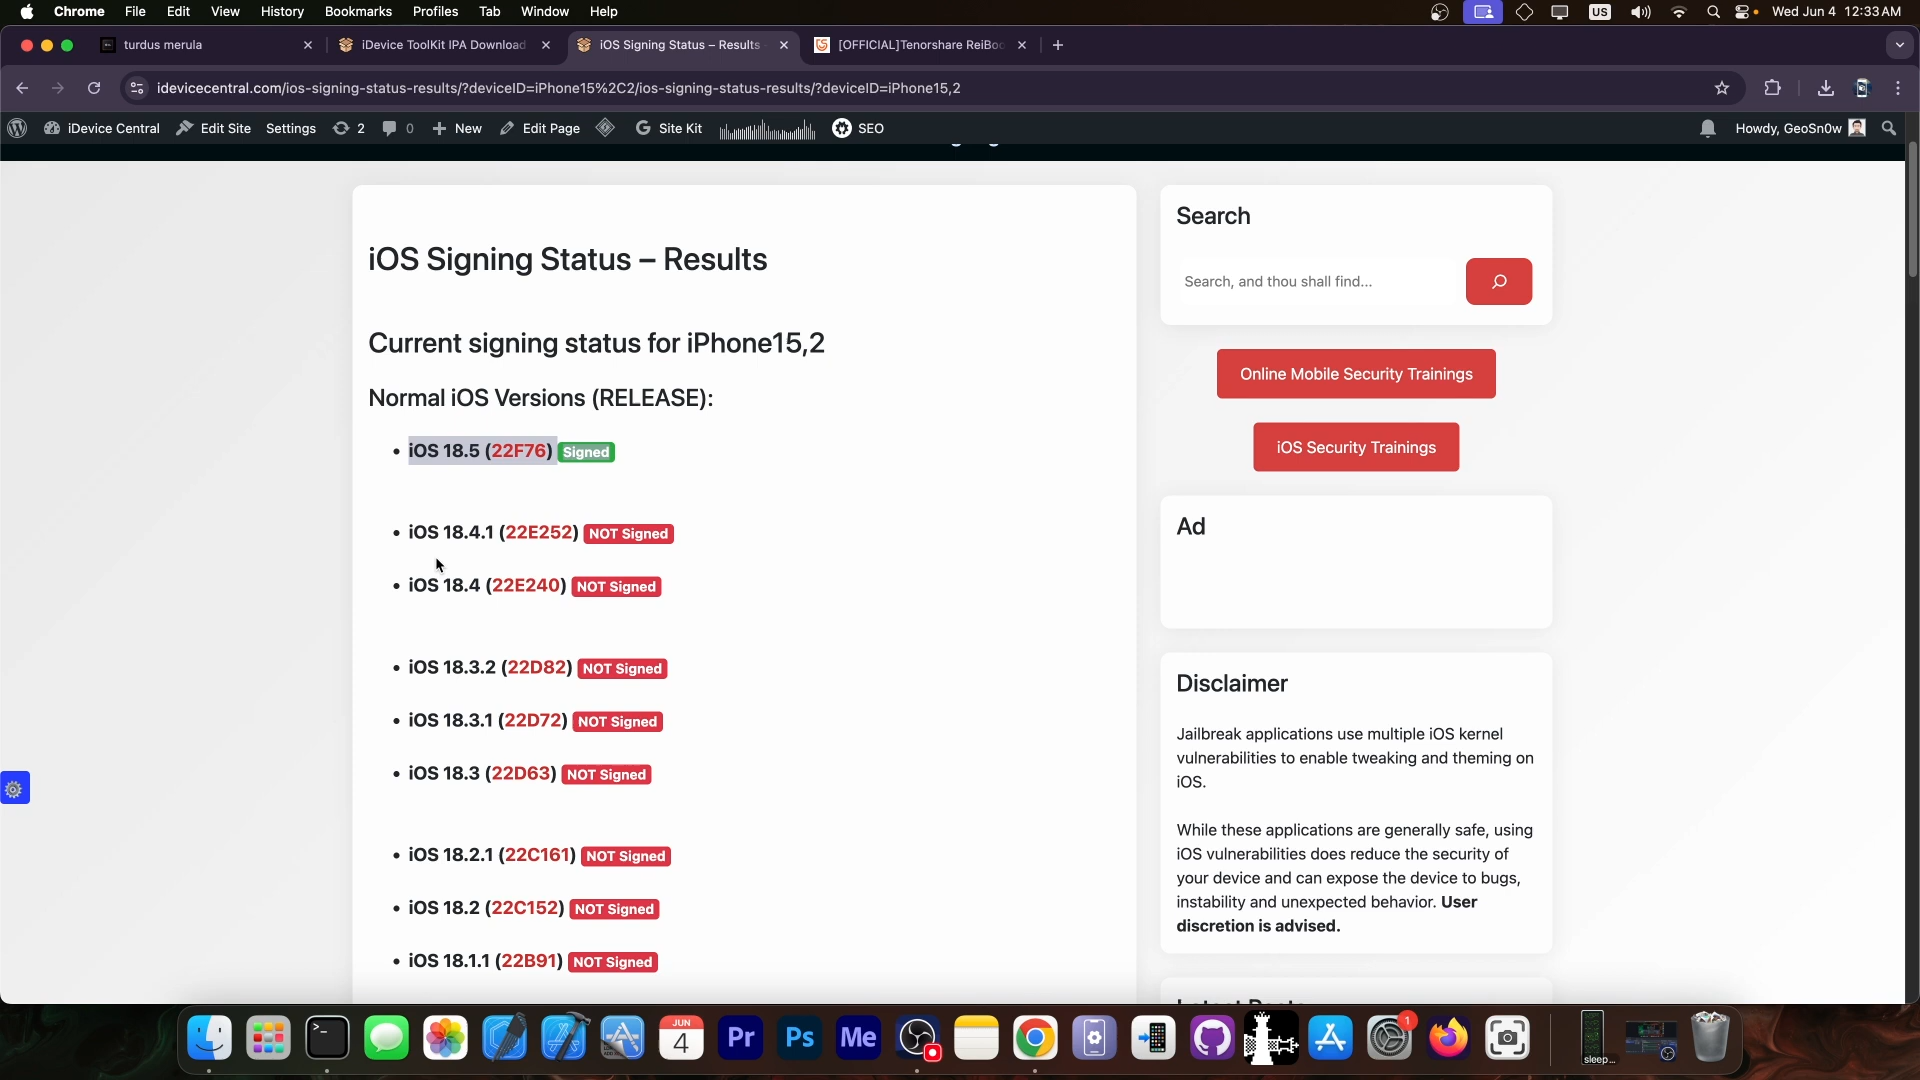 Chrome File Edit View History Bookmarks Profiles Tab Window Help US Wed Jun 4 12:33 AM
turdus merula iDevice ToolKit IPA Download iOS Signing Status – Results [OFFICIAL]Tenorshare ReiBoo
idevicecentral.com/ios-signing-status-results/?deviceID=iPhone15%2C2/ios-signing-status-results/?deviceID=iPhone15,2
iDevice Central Edit Site Settings 2 0 New Edit Page Site Kit SEO Howdy, GeoSn0w
iOS Signing Status – Results
Current signing status for iPhone15,2
Normal iOS Versions (RELEASE):
• iOS 18.5 (22F76) Signed
• iOS 18.4.1 (22E252) NOT Signed
• iOS 18.4 (22E240) NOT Signed
• iOS 18.3.2 (22D82) NOT Signed
• iOS 18.3.1 (22D72) NOT Signed
• iOS 18.3 (22D63) NOT Signed
• iOS 18.2.1 (22C161) NOT Signed
• iOS 18.2 (22C152) NOT Signed
• iOS 18.1.1 (22B91) NOT Signed
Search
Search, and thou shall find...
Online Mobile Security Trainings
iOS Security Trainings
Ad
Disclaimer
Jailbreak applications use multiple iOS kernel
vulnerabilities to enable tweaking and theming on
iOS.
While these applications are generally safe, using
iOS vulnerabilities does reduce the security of
your device and can expose the device to bugs,
instability and unexpected behavior. User
discretion is advised.
Latest Posts
JUN
4
Pr Ps Me
1
sleep...